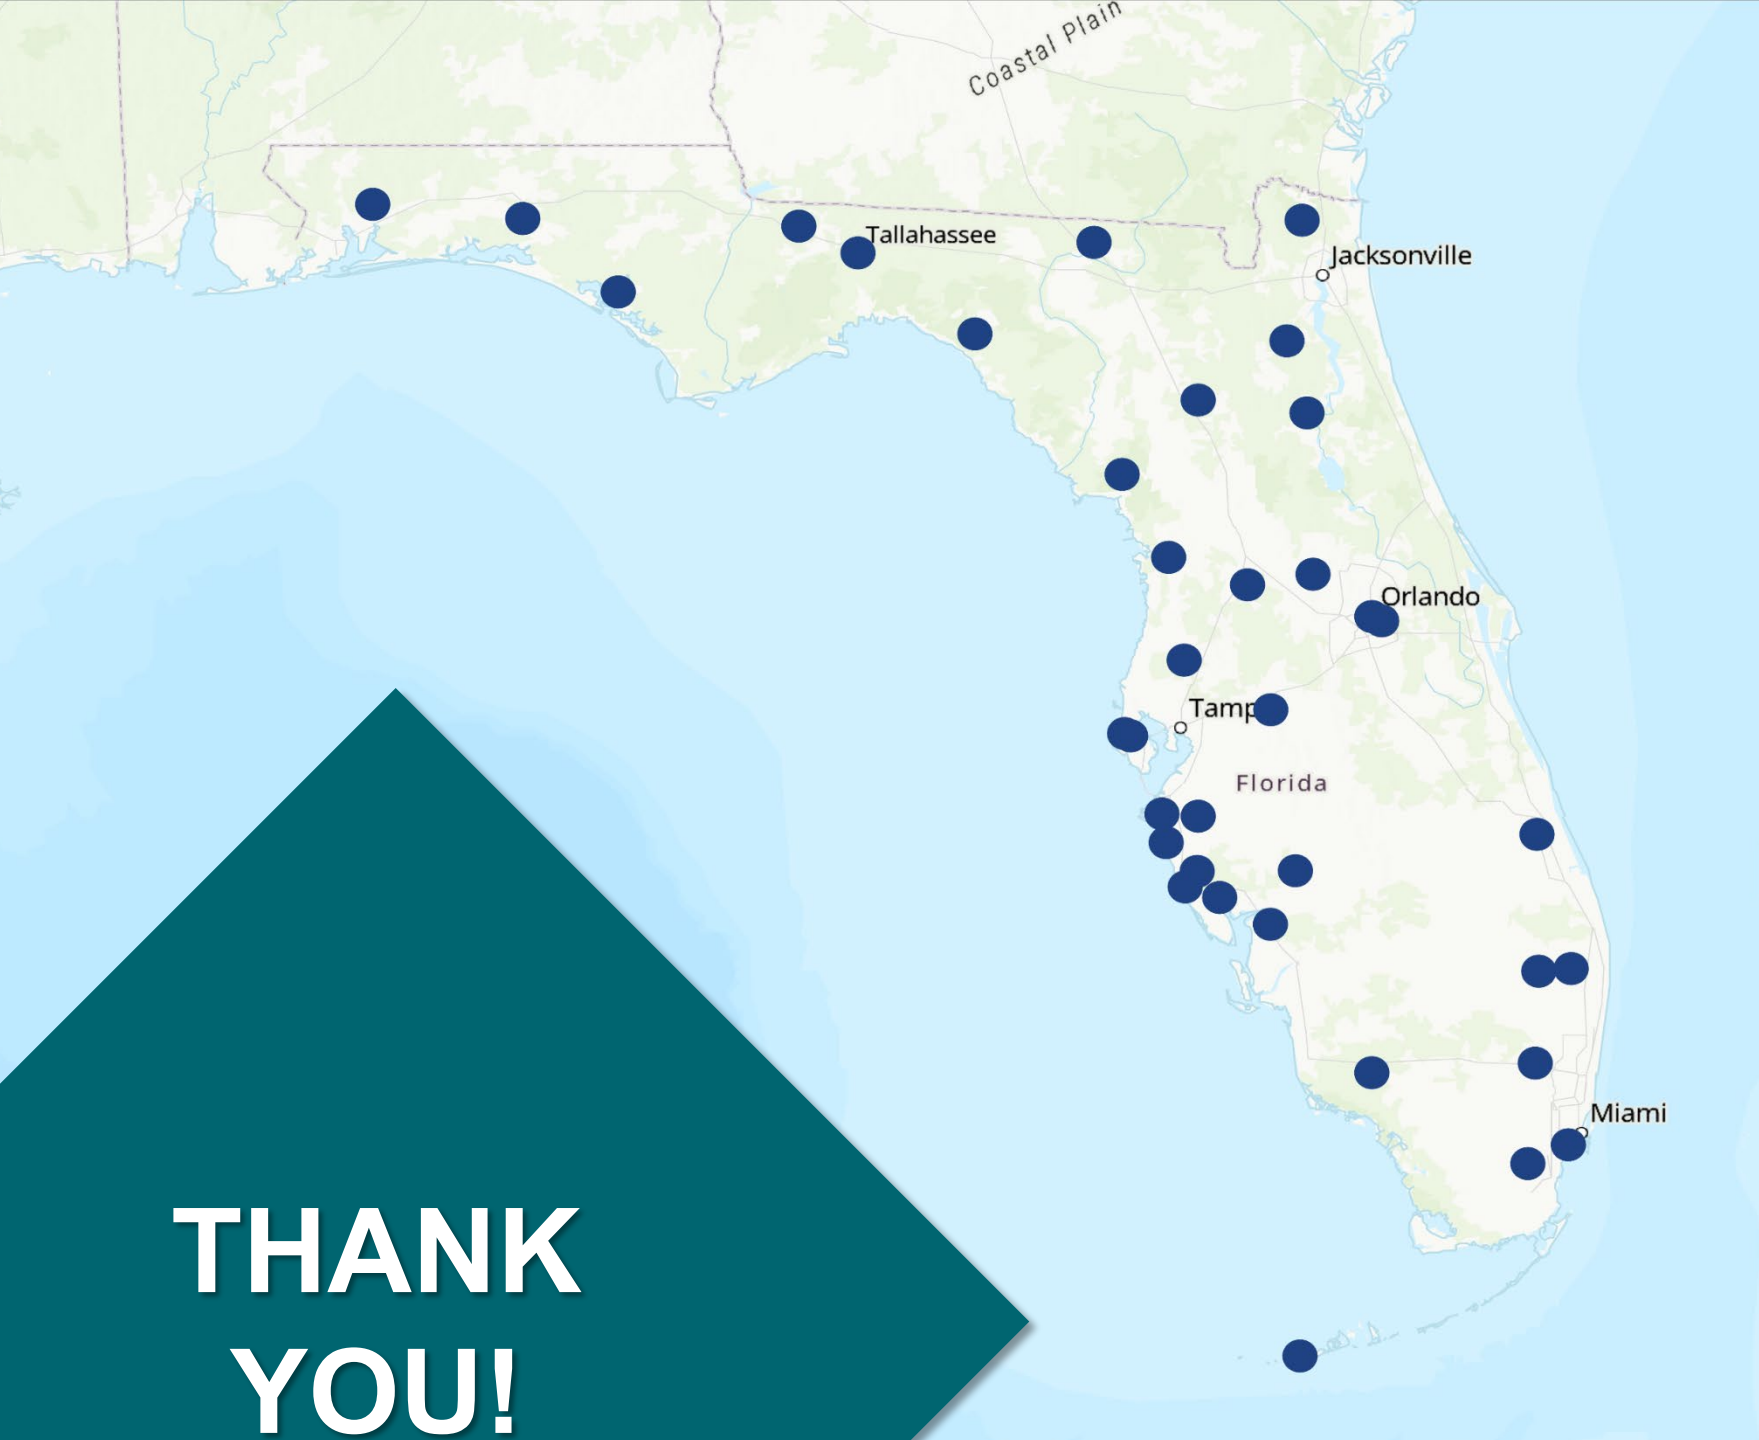 Coastal Plain
Tallahassee
Jacksonville
Orlando
Tamp
Florida
Miami
THANK
YOU!